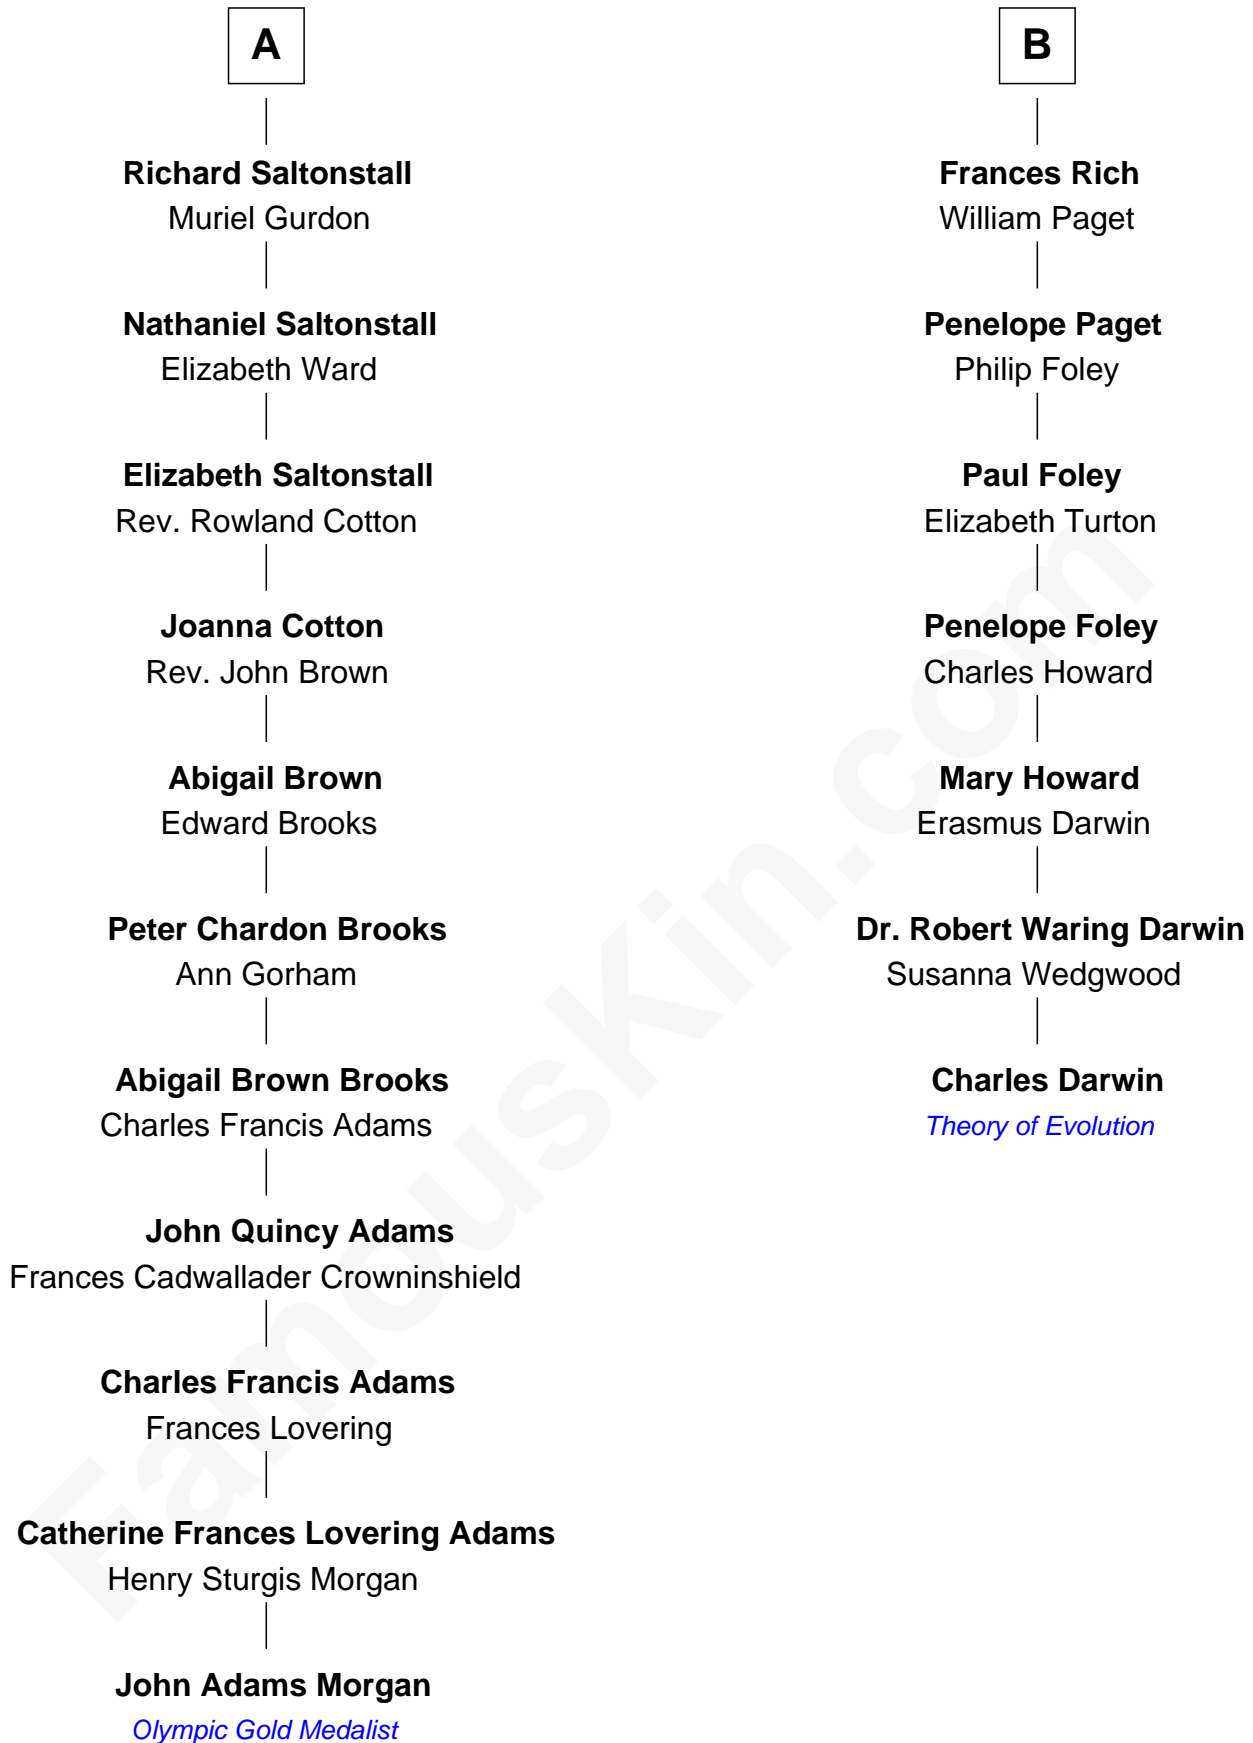 A
Richard Saltonstall
Muriel Gurdon
Nathaniel Saltonstall
Elizabeth Ward
Elizabeth Saltonstall
Rev. Rowland Cotton
Joanna Cotton
Rev. John Brown
Abigail Brown
Edward Brooks
Peter Chardon Brooks
Ann Gorham
Abigail Brown Brooks
Charles Francis Adams
John Quincy Adams
Frances Cadwallader Crowninshield
Charles Francis Adams
Frances Lovering
Catherine Frances Lovering Adams
Henry Sturgis Morgan
John Adams Morgan
Olympic Gold Medalist
B
Frances Rich
William Paget
Penelope Paget
Philip Foley
Paul Foley
Elizabeth Turton
Penelope Foley
Charles Howard
Mary Howard
Erasmus Darwin
Dr. Robert Waring Darwin
Susanna Wedgwood
Charles Darwin
Theory of Evolution
FamousKin.com